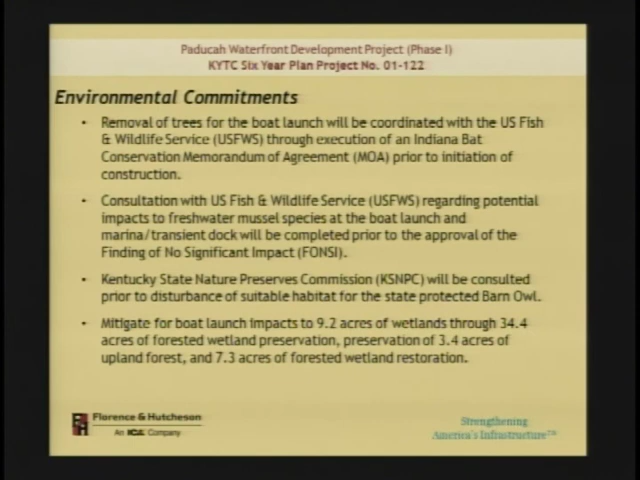 Paducah Waterfront Development Project (Phase I)
KYTC Six Year Plan Project No. 01-122
Environmental Commitments
• Removal of trees for the boat launch will be coordinated with the US Fish
& Wildlife Service (USFWS) through execution of an Indiana Bat
Conservation Memorandum of Agreement (MOA) prior to initiation of
construction.
• Consultation with US Fish & Wildlife Service (USFWS) regarding potential
impacts to freshwater mussel species at the boat launch and
marina/transient dock will be completed prior to the approval of the
Finding of No Significant Impact (FONSI).
• Kentucky State Nature Preserves Commission (KSNPC) will be consulted
prior to disturbance of suitable habitat for the state protected Barn Owl.
• Mitigate for boat launch impacts to 9.2 acres of wetlands through 34.4
acres of forested wetland preservation, preservation of 3.4 acres of
upland forest, and 7.3 acres of forested wetland restoration.
Florence & Hutcheson
An ICA Company
Strengthening
America's Infrastructure™